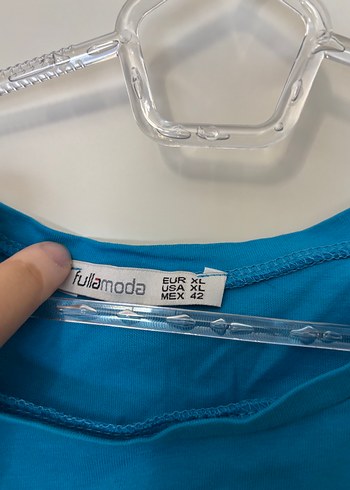 fullamoda
EUR XL
USA XL
MEX 42